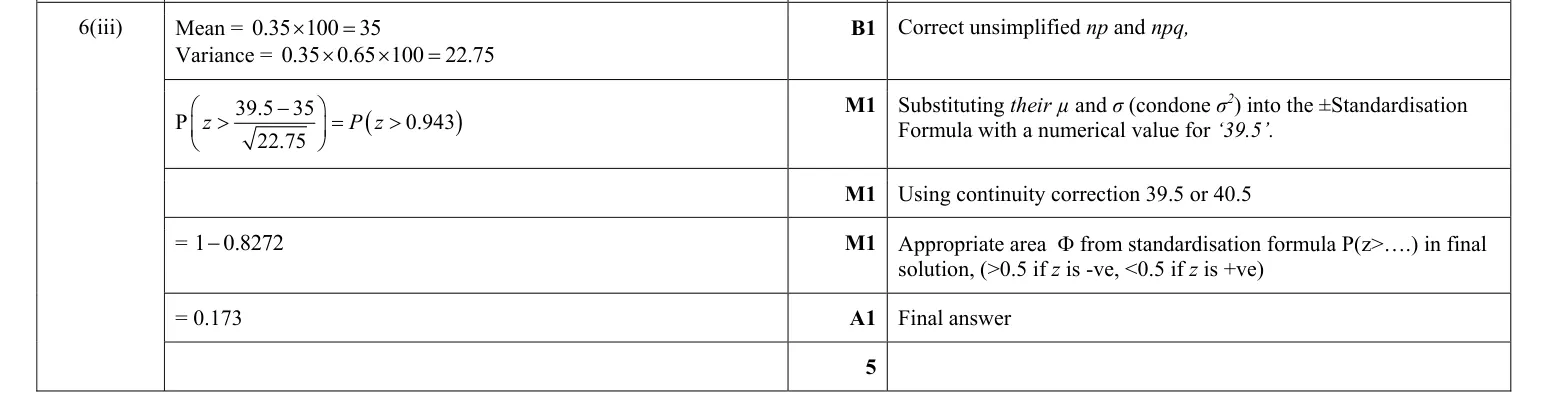 6(iii)
Mean = 0.35×100 = 35
Variance = 0.35×0.65×100 = 22.75
B1
Correct unsimplified np and npq,
P(z > (39.5 − 35)/√22.75) = P(z > 0.943)
M1
Substituting their μ and σ (condone σ²) into the ±Standardisation
Formula with a numerical value for ‘39.5’.
M1
Using continuity correction 39.5 or 40.5
= 1 − 0.8272
M1
Appropriate area Φ from standardisation formula P(z>….) in final
solution, (>0.5 if z is -ve, <0.5 if z is +ve)
= 0.173
A1
Final answer
5